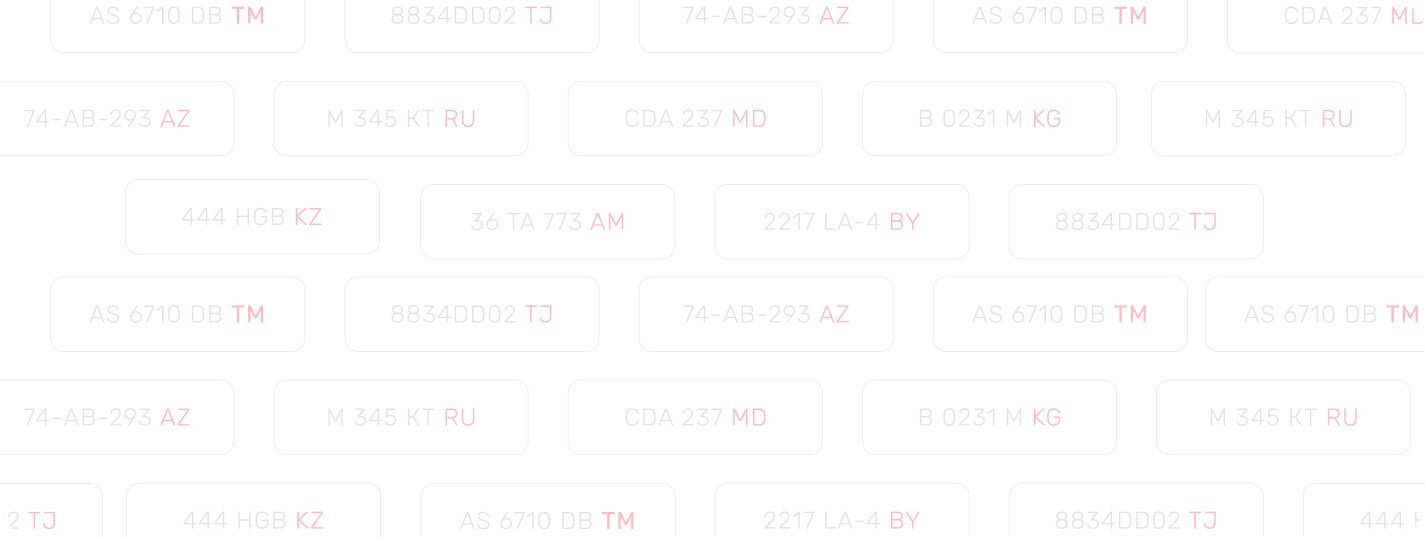 AS 6710 DB TM 8834DD02 TJ 74-AB-293 AZ AS 6710 DB TM CDA 237
74-AB-293 AZ M 345 KT RU CDA 237 MD B 0231 M KG M 345 KT RU
444 HGB KZ 36 TA 773 AM 2217 LA-4 BY 8834DD02 TJ
AS 6710 DB TM 8834DD02 TJ 74-AB-293 AZ AS 6710 DB TM AS 6710 DB TM
74-AB-293 AZ M 345 KT RU CDA 237 MD B 0231 M KG M 345 KT RU
2 TJ 444 HGB KZ AS 6710 DB TM 2217 LA-4 BY 8834DD02 TJ 444